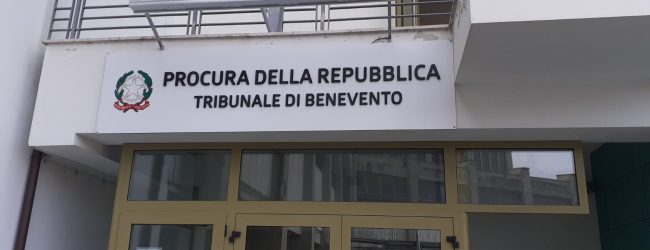 PROCURA DELLA REPUBBLICA
TRIBUNALE DI BENEVENTO